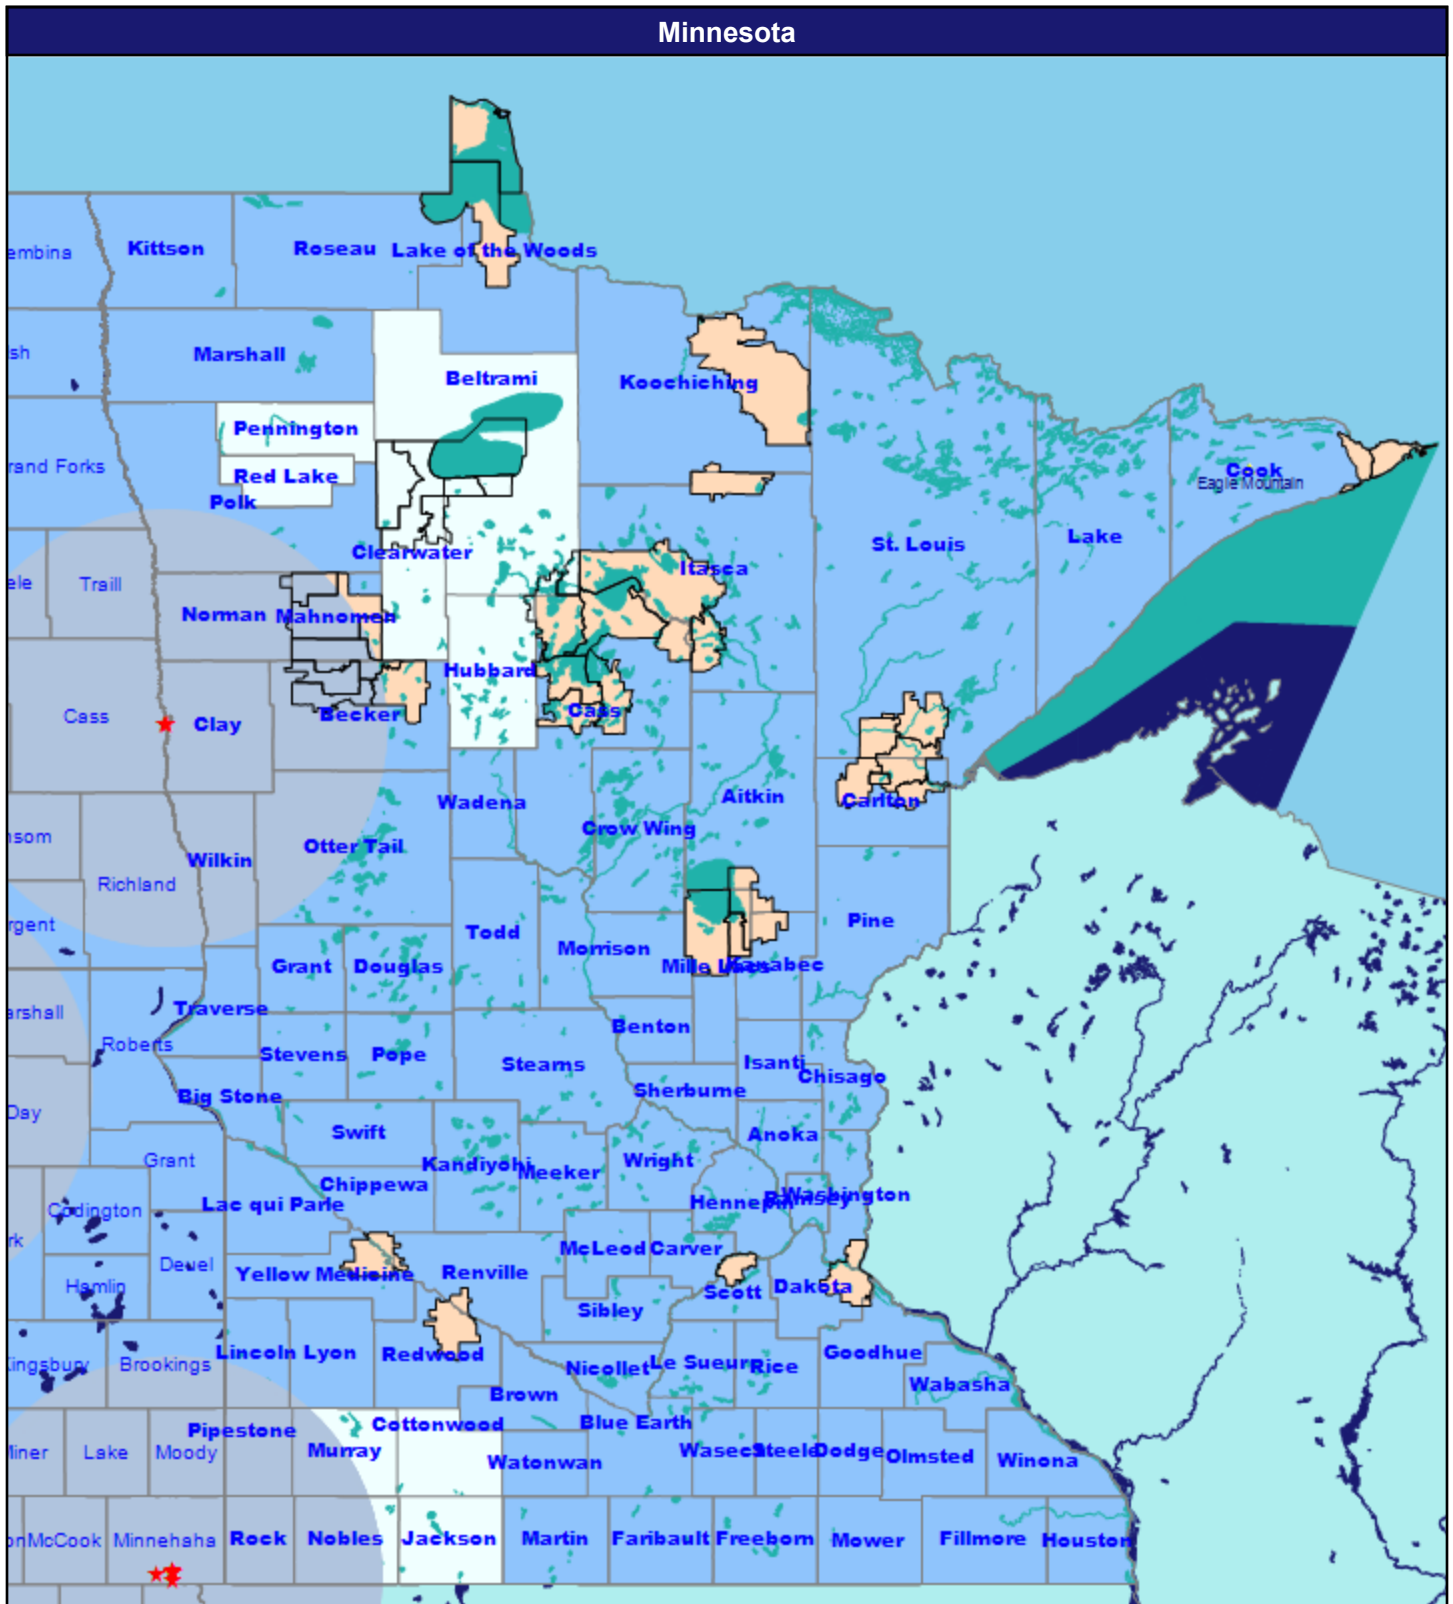 Minnesota
embina
Kittson
Roseau
Lake of the Woods
sh
Marshall
Beltrami
Koochiching
Pennington
rand Forks
Red Lake
Polk
Cook
Eagle Mountain
Clearwater
St. Louis
Lake
Itasca
ele
Traill
Norman
Mahnomen
Hubbard
Cass
Clay
Becker
Cass
Wadena
Aitkin
Carlton
Crow Wing
nsom
Otter Tail
Wilkin
Richland
rgent
Todd
Pine
Morrison
Grant
Douglas
Mille Lacs
Kanabec
arshall
Traverse
Roberts
Benton
Stevens
Pope
Stearns
Isanti
Chisago
Big Stone
Sherburne
Day
Swift
Anoka
Grant
Kandiyohi
Meeker
Wright
Chippewa
Codington
Lac qui Parle
Hennepin
Ramsey
Washington
rk
McLeod
Carver
Deuel
Yellow Medicine
Renville
Hamlin
Scott
Dakota
Sibley
Kingsbury
Brookings
Lincoln
Lyon
Redwood
Nicollet
Le Sueur
Rice
Goodhue
Brown
Wabasha
Pipestone
Cottonwood
Blue Earth
Miner
Lake
Moody
Murray
Watonwan
Waseca
Steele
Dodge
Olmsted
Winona
on
McCook
Minnehaha
Rock
Nobles
Jackson
Martin
Faribault
Freeborn
Mower
Fillmore
Houston